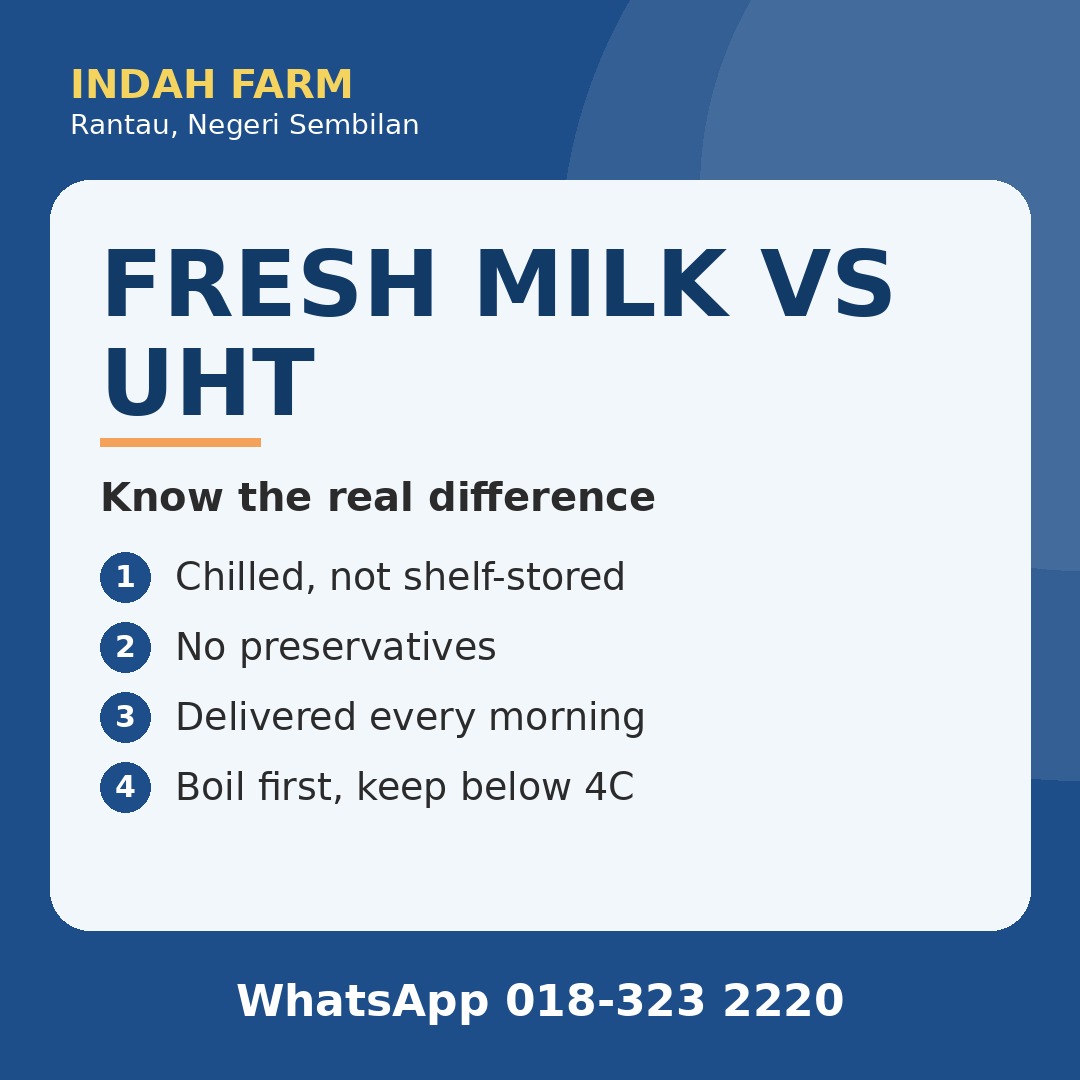 INDAH FARM
Rantau, Negeri Sembilan
FRESH MILK VS
UHT
Know the real difference
1 Chilled, not shelf-stored
2 No preservatives
3 Delivered every morning
4 Boil first, keep below 4C
WhatsApp 018-323 2220